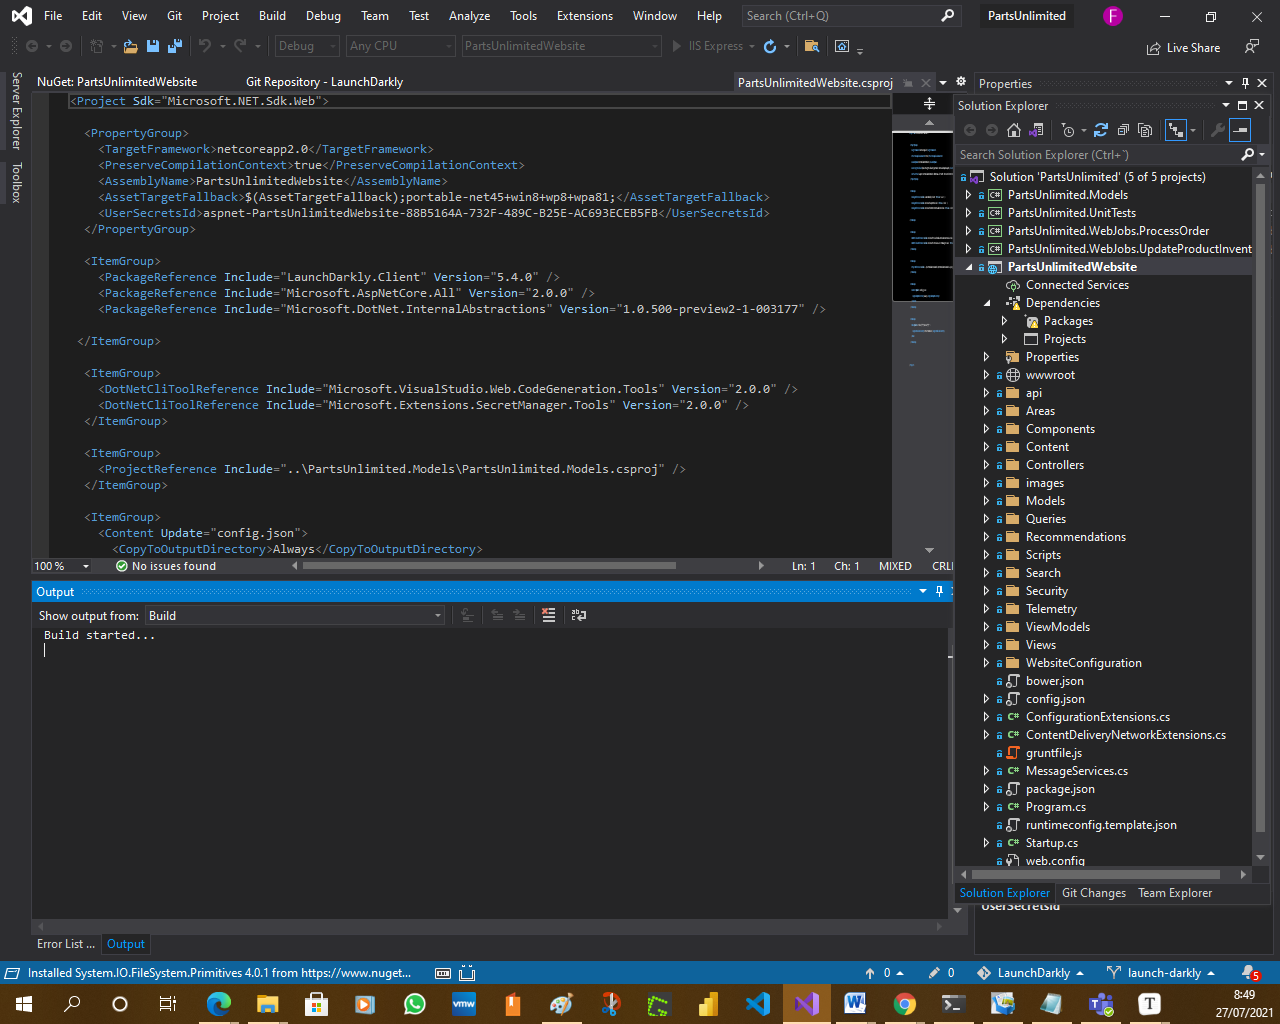 File Edit View Git Project Build Debug Team Test Analyze Tools Extensions Window Help Search (Ctrl+Q) PartsUnlimited F
Debug Any CPU PartsUnlimitedWebsite IIS Express Live Share
Server Explorer
Toolbox
NuGet: PartsUnlimitedWebsite Git Repository - LaunchDarkly PartsUnlimitedWebsite.csproj
<Project Sdk="Microsoft.NET.Sdk.Web">
<PropertyGroup>
<TargetFramework>netcoreapp2.0</TargetFramework>
<PreserveCompilationContext>true</PreserveCompilationContext>
<AssemblyName>PartsUnlimitedWebsite</AssemblyName>
<AssetTargetFallback>$(AssetTargetFallback);portable-net45+win8+wp8+wpa81;</AssetTargetFallback>
<UserSecretsId>aspnet-PartsUnlimitedWebsite-88B5164A-732F-489C-B25E-AC693ECEB5FB</UserSecretsId>
</PropertyGroup>
<ItemGroup>
<PackageReference Include="LaunchDarkly.Client" Version="5.4.0" />
<PackageReference Include="Microsoft.AspNetCore.All" Version="2.0.0" />
<PackageReference Include="Microsoft.DotNet.InternalAbstractions" Version="1.0.500-preview2-1-003177" />
</ItemGroup>
<ItemGroup>
<DotNetCliToolReference Include="Microsoft.VisualStudio.Web.CodeGeneration.Tools" Version="2.0.0" />
<DotNetCliToolReference Include="Microsoft.Extensions.SecretManager.Tools" Version="2.0.0" />
</ItemGroup>
<ItemGroup>
<ProjectReference Include="..\PartsUnlimited.Models\PartsUnlimited.Models.csproj" />
</ItemGroup>
<ItemGroup>
<Content Update="config.json">
<CopyToOutputDirectory>Always</CopyToOutputDirectory>
100 % No issues found Ln: 1 Ch: 1 MIXED CRL
Output
Show output from: Build
Build started...
Error List ... Output
Properties
Solution Explorer
Search Solution Explorer (Ctrl+¨)
Solution 'PartsUnlimited' (5 of 5 projects)
PartsUnlimited.Models
PartsUnlimited.UnitTests
PartsUnlimited.WebJobs.ProcessOrder
PartsUnlimited.WebJobs.UpdateProductInvent
PartsUnlimitedWebsite
Connected Services
Dependencies
Packages
Projects
Properties
wwwroot
api
Areas
Components
Content
Controllers
images
Models
Queries
Recommendations
Scripts
Search
Security
Telemetry
ViewModels
Views
WebsiteConfiguration
bower.json
config.json
ConfigurationExtensions.cs
ContentDeliveryNetworkExtensions.cs
gruntfile.js
MessageServices.cs
package.json
Program.cs
runtimeconfig.template.json
Startup.cs
web.config
Solution Explorer Git Changes Team Explorer
UserSecretsId
Installed System.IO.FileSystem.Primitives 4.0.1 from https://www.nuget... 0 0 LaunchDarkly launch-darkly 5
vmw W T
8:49
27/07/2021